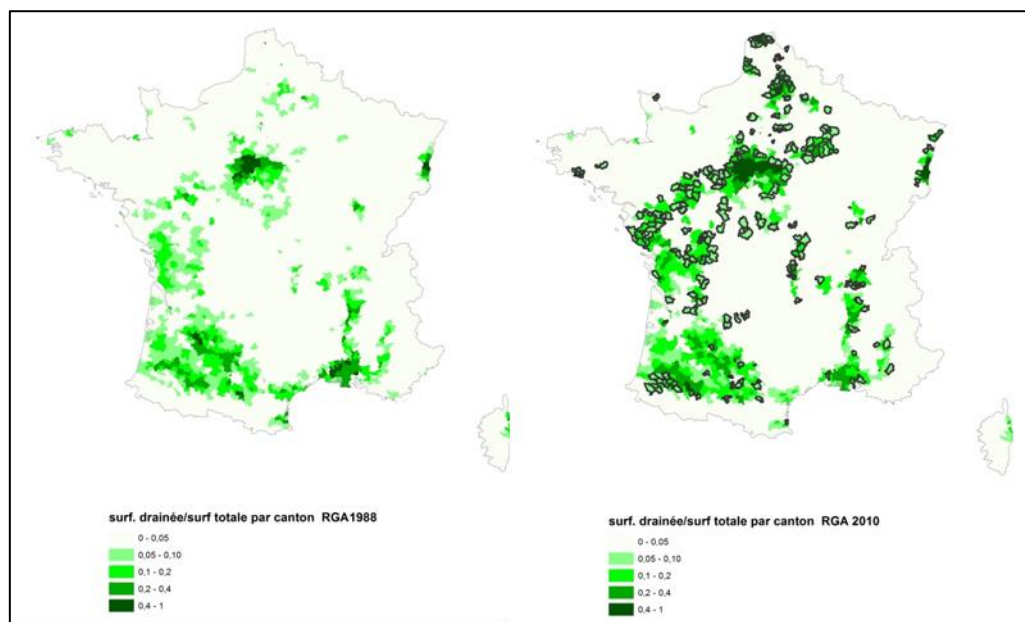 surf. drainée/surf totale par canton  RGA1988
0 - 0,05
0,05 - 0,10
0,1 - 0,2
0,2 - 0,4
0,4 - 1
surf. drainée/surf totale par canton  RGA 2010
0 - 0,05
0,05 - 0,10
0,1 - 0,2
0,2 - 0,4
0,4 - 1